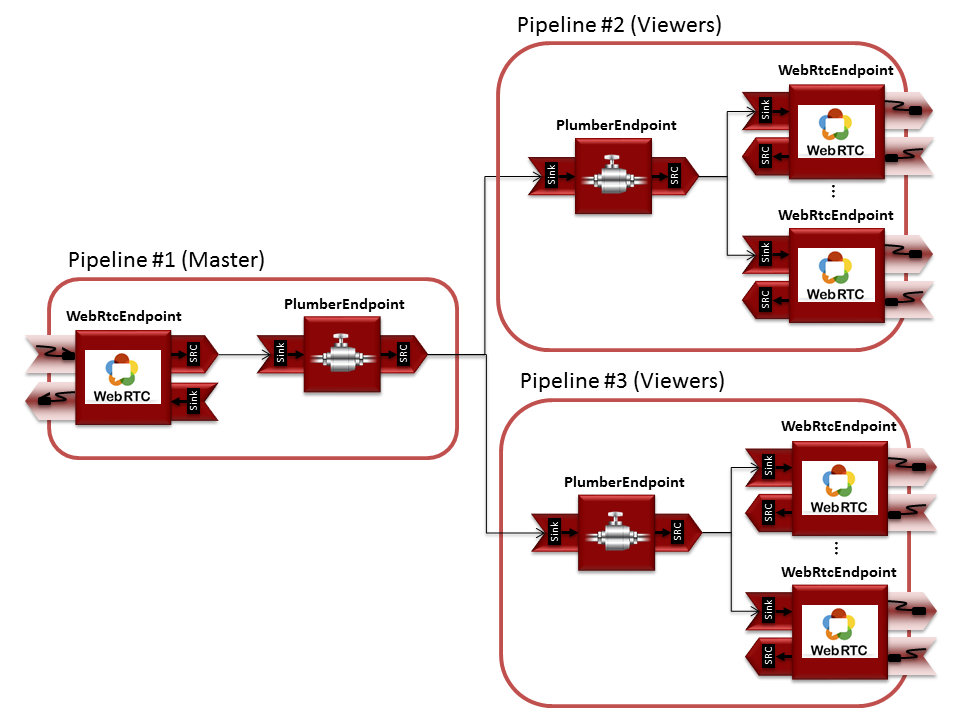 Pipeline #2 (Viewers)
WebRtcEndpoint
PlumberEndpoint
Sink
WebRTC
SRC
Sink
SRC
WebRtcEndpoint
Sink
WebRTC
SRC
Pipeline #1 (Master)
WebRtcEndpoint
PlumberEndpoint
WebRTC
SRC
Sink
Sink
SRC
Pipeline #3 (Viewers)
WebRtcEndpoint
PlumberEndpoint
Sink
WebRTC
SRC
Sink
SRC
WebRtcEndpoint
Sink
WebRTC
SRC